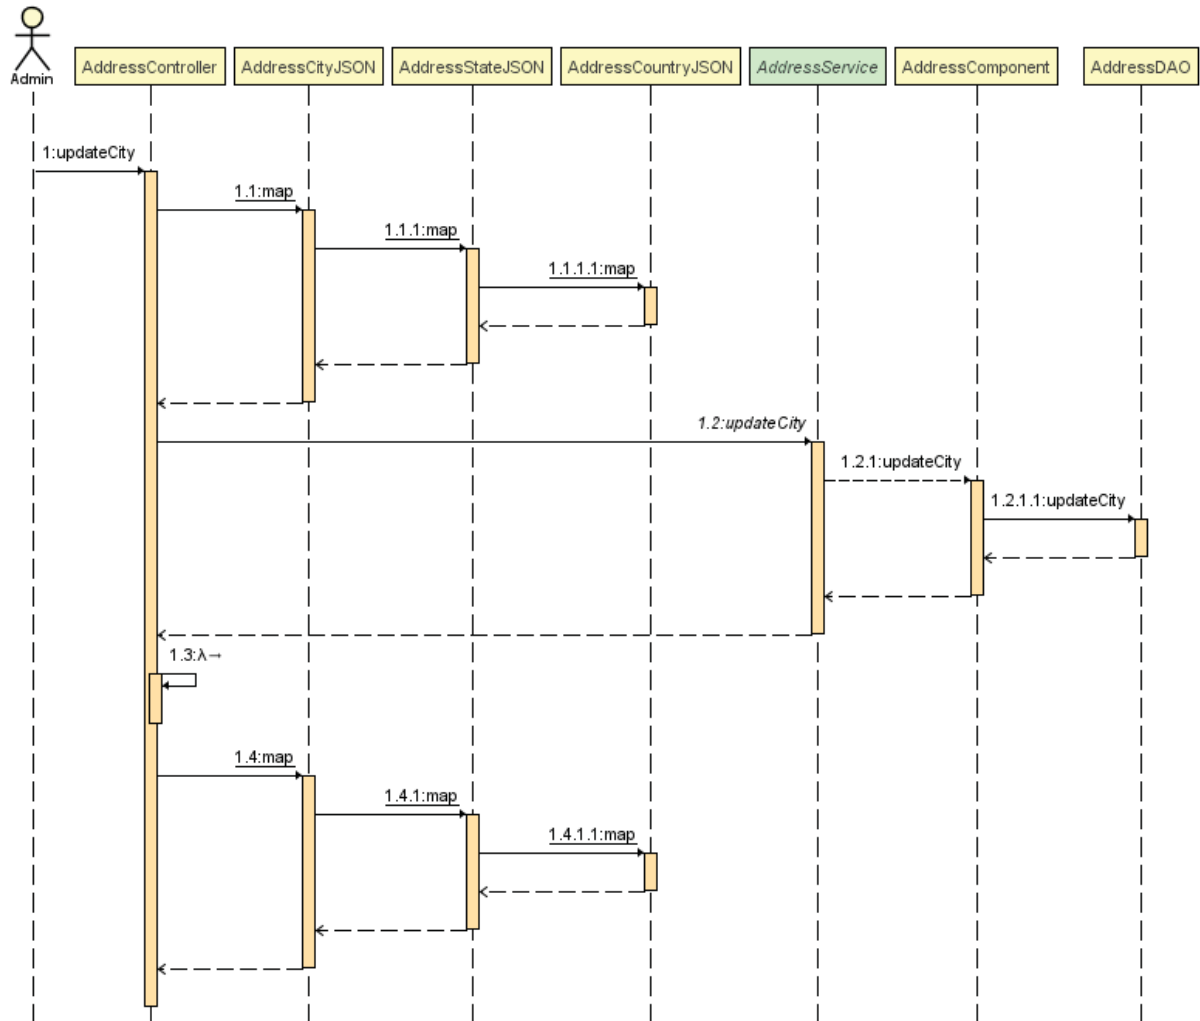 Admin
AddressController
AddressCityJSON
AddressStateJSON
AddressCountryJSON
AddressService
AddressComponent
AddressDAO
1:updateCity
1.1:map
1.1.1:map
1.1.1.1:map
1.2:updateCity
1.2.1:updateCity
1.2.1.1:updateCity
1.3:λ→
1.4:map
1.4.1:map
1.4.1.1:map